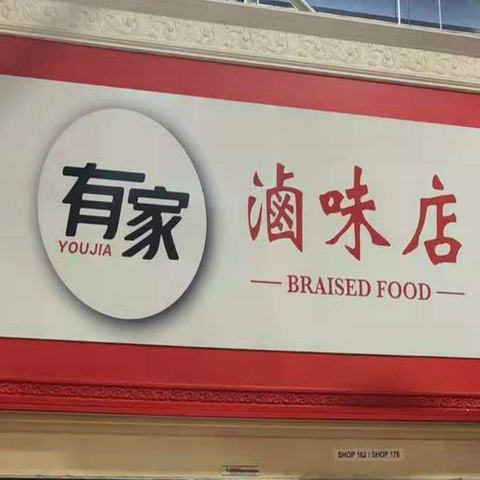 有家
YOUJIA
滷味店
BRAISED FOOD
SHOP 162 / SHOP 176